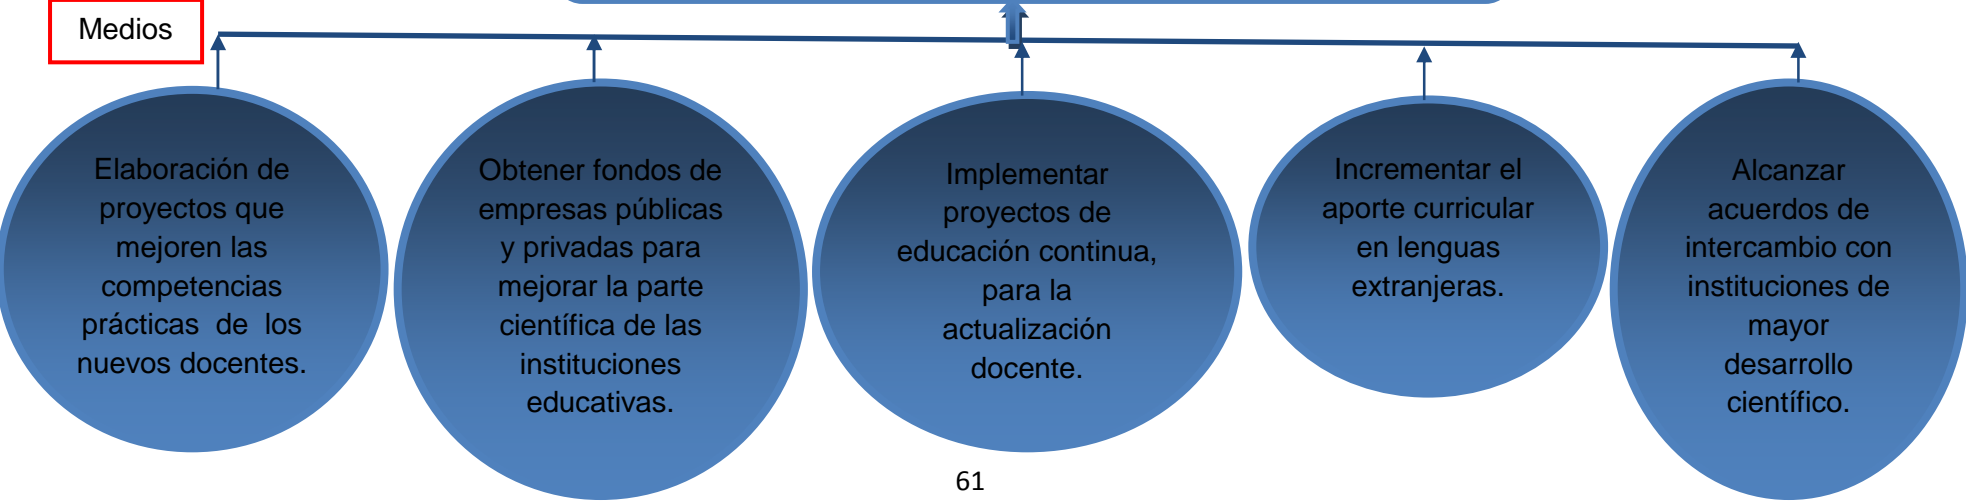 Medios
Elaboración de
proyectos que
mejoren las
competencias
prácticas de los
nuevos docentes.
Obtener fondos de
empresas públicas
y privadas para
mejorar la parte
científica de las
instituciones
educativas.
Implementar
proyectos de
educación continua,
para la
actualización
docente.
Incrementar el
aporte curricular
en lenguas
extranjeras.
Alcanzar
acuerdos de
intercambio con
instituciones de
mayor
desarrollo
científico.
61